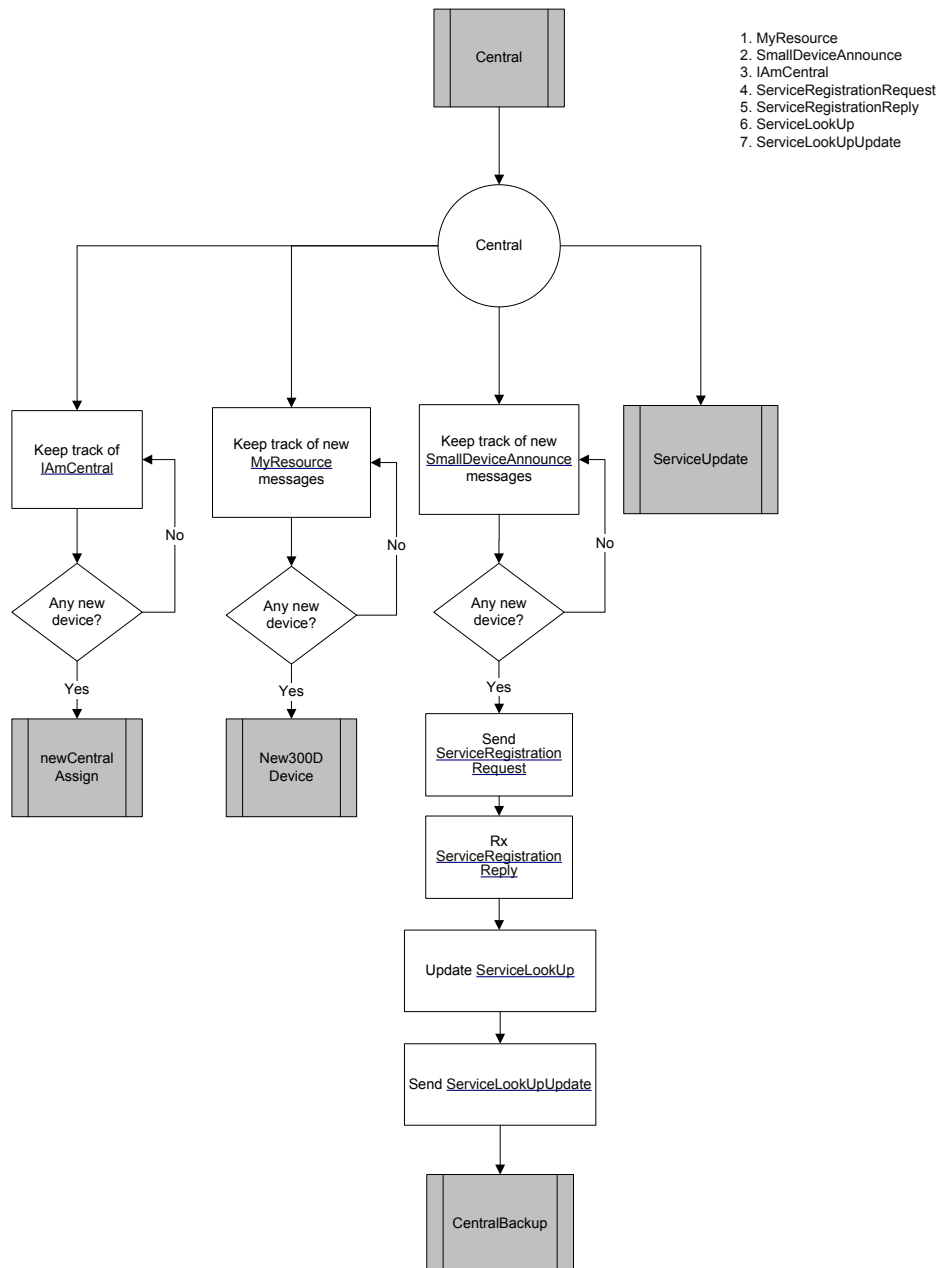 Central
1. MyResource
2. SmallDeviceAnnounce
3. IAmCentral
4. ServiceRegistrationRequest
5. ServiceRegistrationReply
6. ServiceLookUp
7. ServiceLookUpUpdate
Central
Keep track of
IAmCentral
Keep track of new
MyResource
messages
Keep track of new
SmallDeviceAnnounce
messages
ServiceUpdate
No
No
No
Any new
device?
Any new
device?
Any new
device?
Yes
Yes
Yes
newCentral
Assign
New300D
Device
Send
ServiceRegistration
Request
Rx
ServiceRegistration
Reply
Update ServiceLookUp
Send ServiceLookUpUpdate
CentralBackup